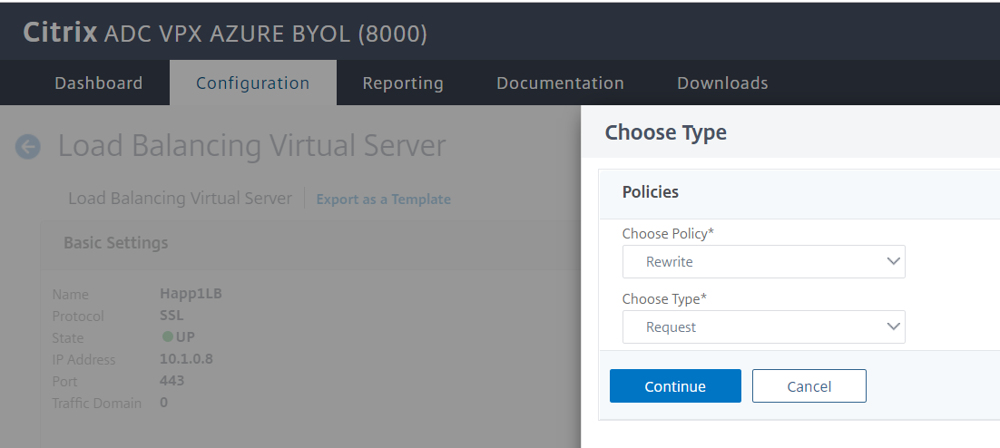 Citrix ADC VPX AZURE BYOL (8000)
Dashboard Configuration Reporting Documentation Downloads
Load Balancing Virtual Server
Load Balancing Virtual Server Export as a Template
Basic Settings
Name Happ1LB
Protocol SSL
State UP
IP Address 10.1.0.8
Port 443
Traffic Domain 0
Choose Type
Policies
Choose Policy*
Rewrite
Choose Type*
Request
Continue Cancel